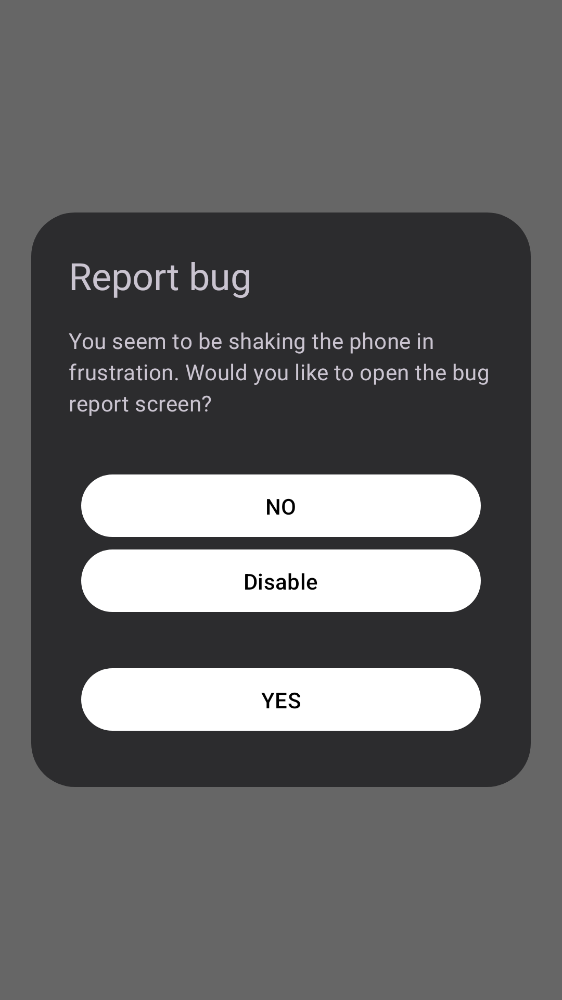 Report bug
You seem to be shaking the phone in
frustration. Would you like to open the bug
report screen?
NO
Disable
YES